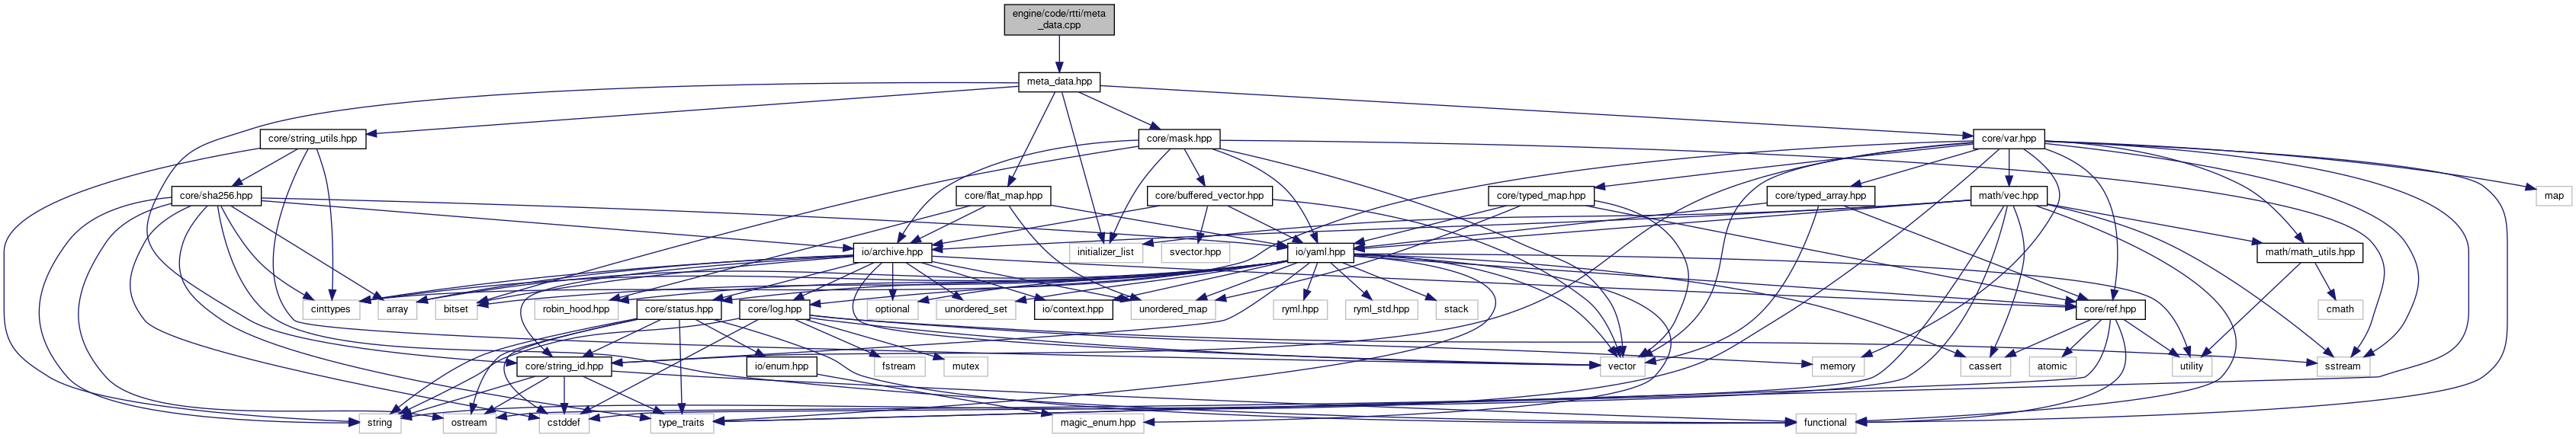 engine/code/rtti/meta
_data.cpp
meta_data.hpp
core/string_utils.hpp
core/mask.hpp
core/var.hpp
core/sha256.hpp
core/flat_map.hpp
core/buffered_vector.hpp
core/typed_map.hpp
core/typed_array.hpp
math/vec.hpp
map
io/archive.hpp
initializer_list
svector.hpp
io/yaml.hpp
math/math_utils.hpp
cinttypes
array
bitset
robin_hood.hpp
core/status.hpp
core/log.hpp
optional
unordered_set
io/context.hpp
unordered_map
ryml.hpp
ryml_std.hpp
stack
core/ref.hpp
cmath
core/string_id.hpp
io/enum.hpp
fstream
mutex
vector
memory
cassert
atomic
utility
sstream
string
ostream
cstddef
type_traits
magic_enum.hpp
functional